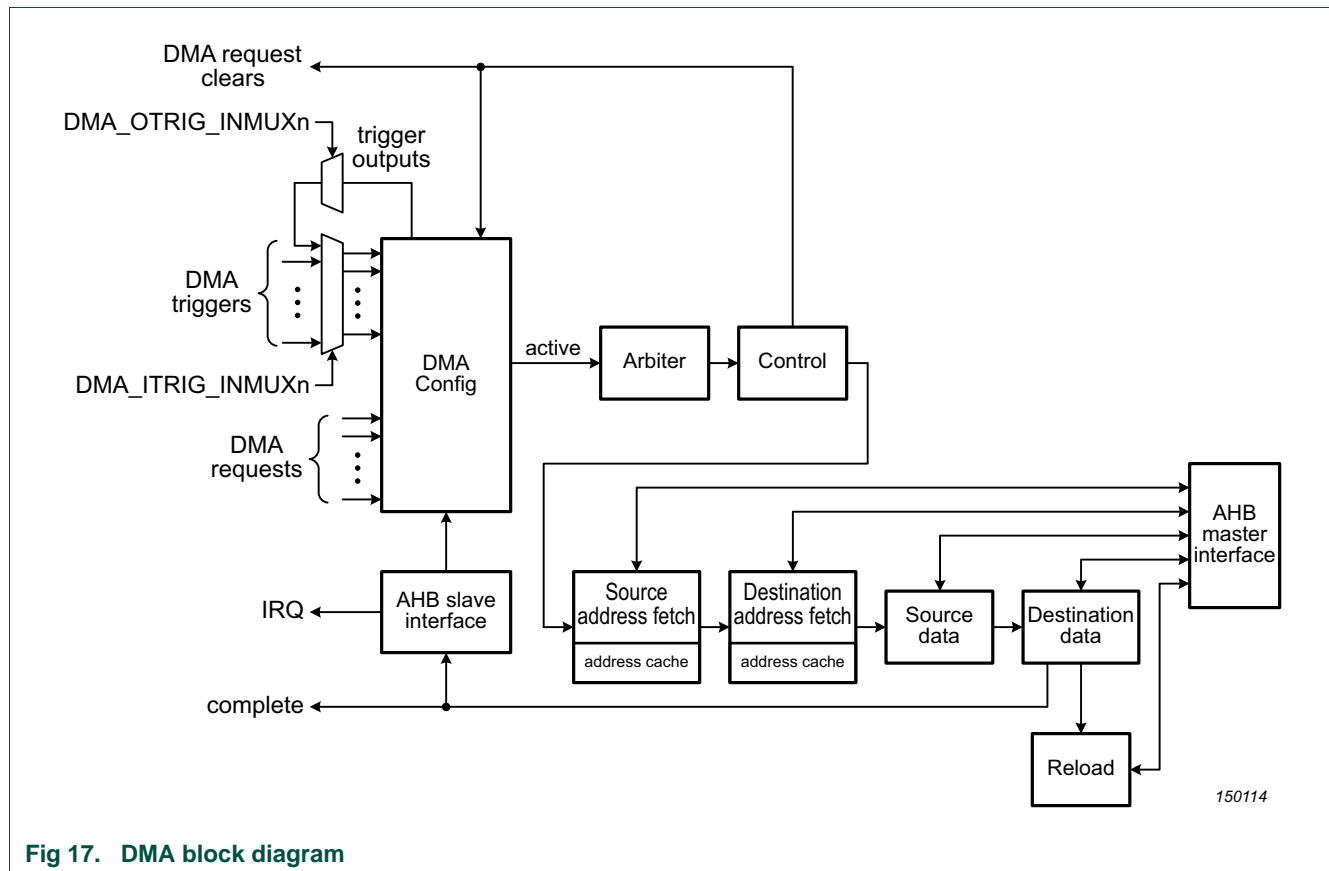 DMA request
clears
DMA_OTRIG_INMUXn
trigger
outputs
DMA
triggers
DMA_ITRIG_INMUXn
DMA
requests
DMA
Config
active
Arbiter
Control
AHB
master
interface
IRQ
AHB slave
interface
Source
address fetch
address cache
Destination
address fetch
address cache
Source
data
Destination
data
complete
Reload
150114
Fig 17. DMA block diagram